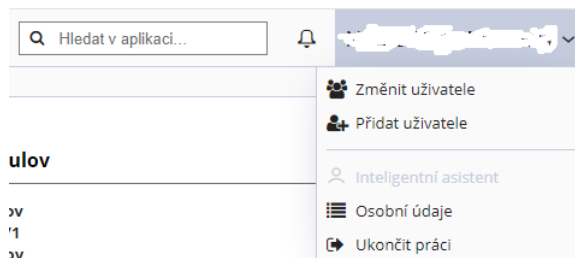 Hledat v aplikaci...
Změnit uživatele
Přidat uživatele
ulov
Inteligentní asistent
ov
Osobní údaje
/1
ov
Ukončit práci